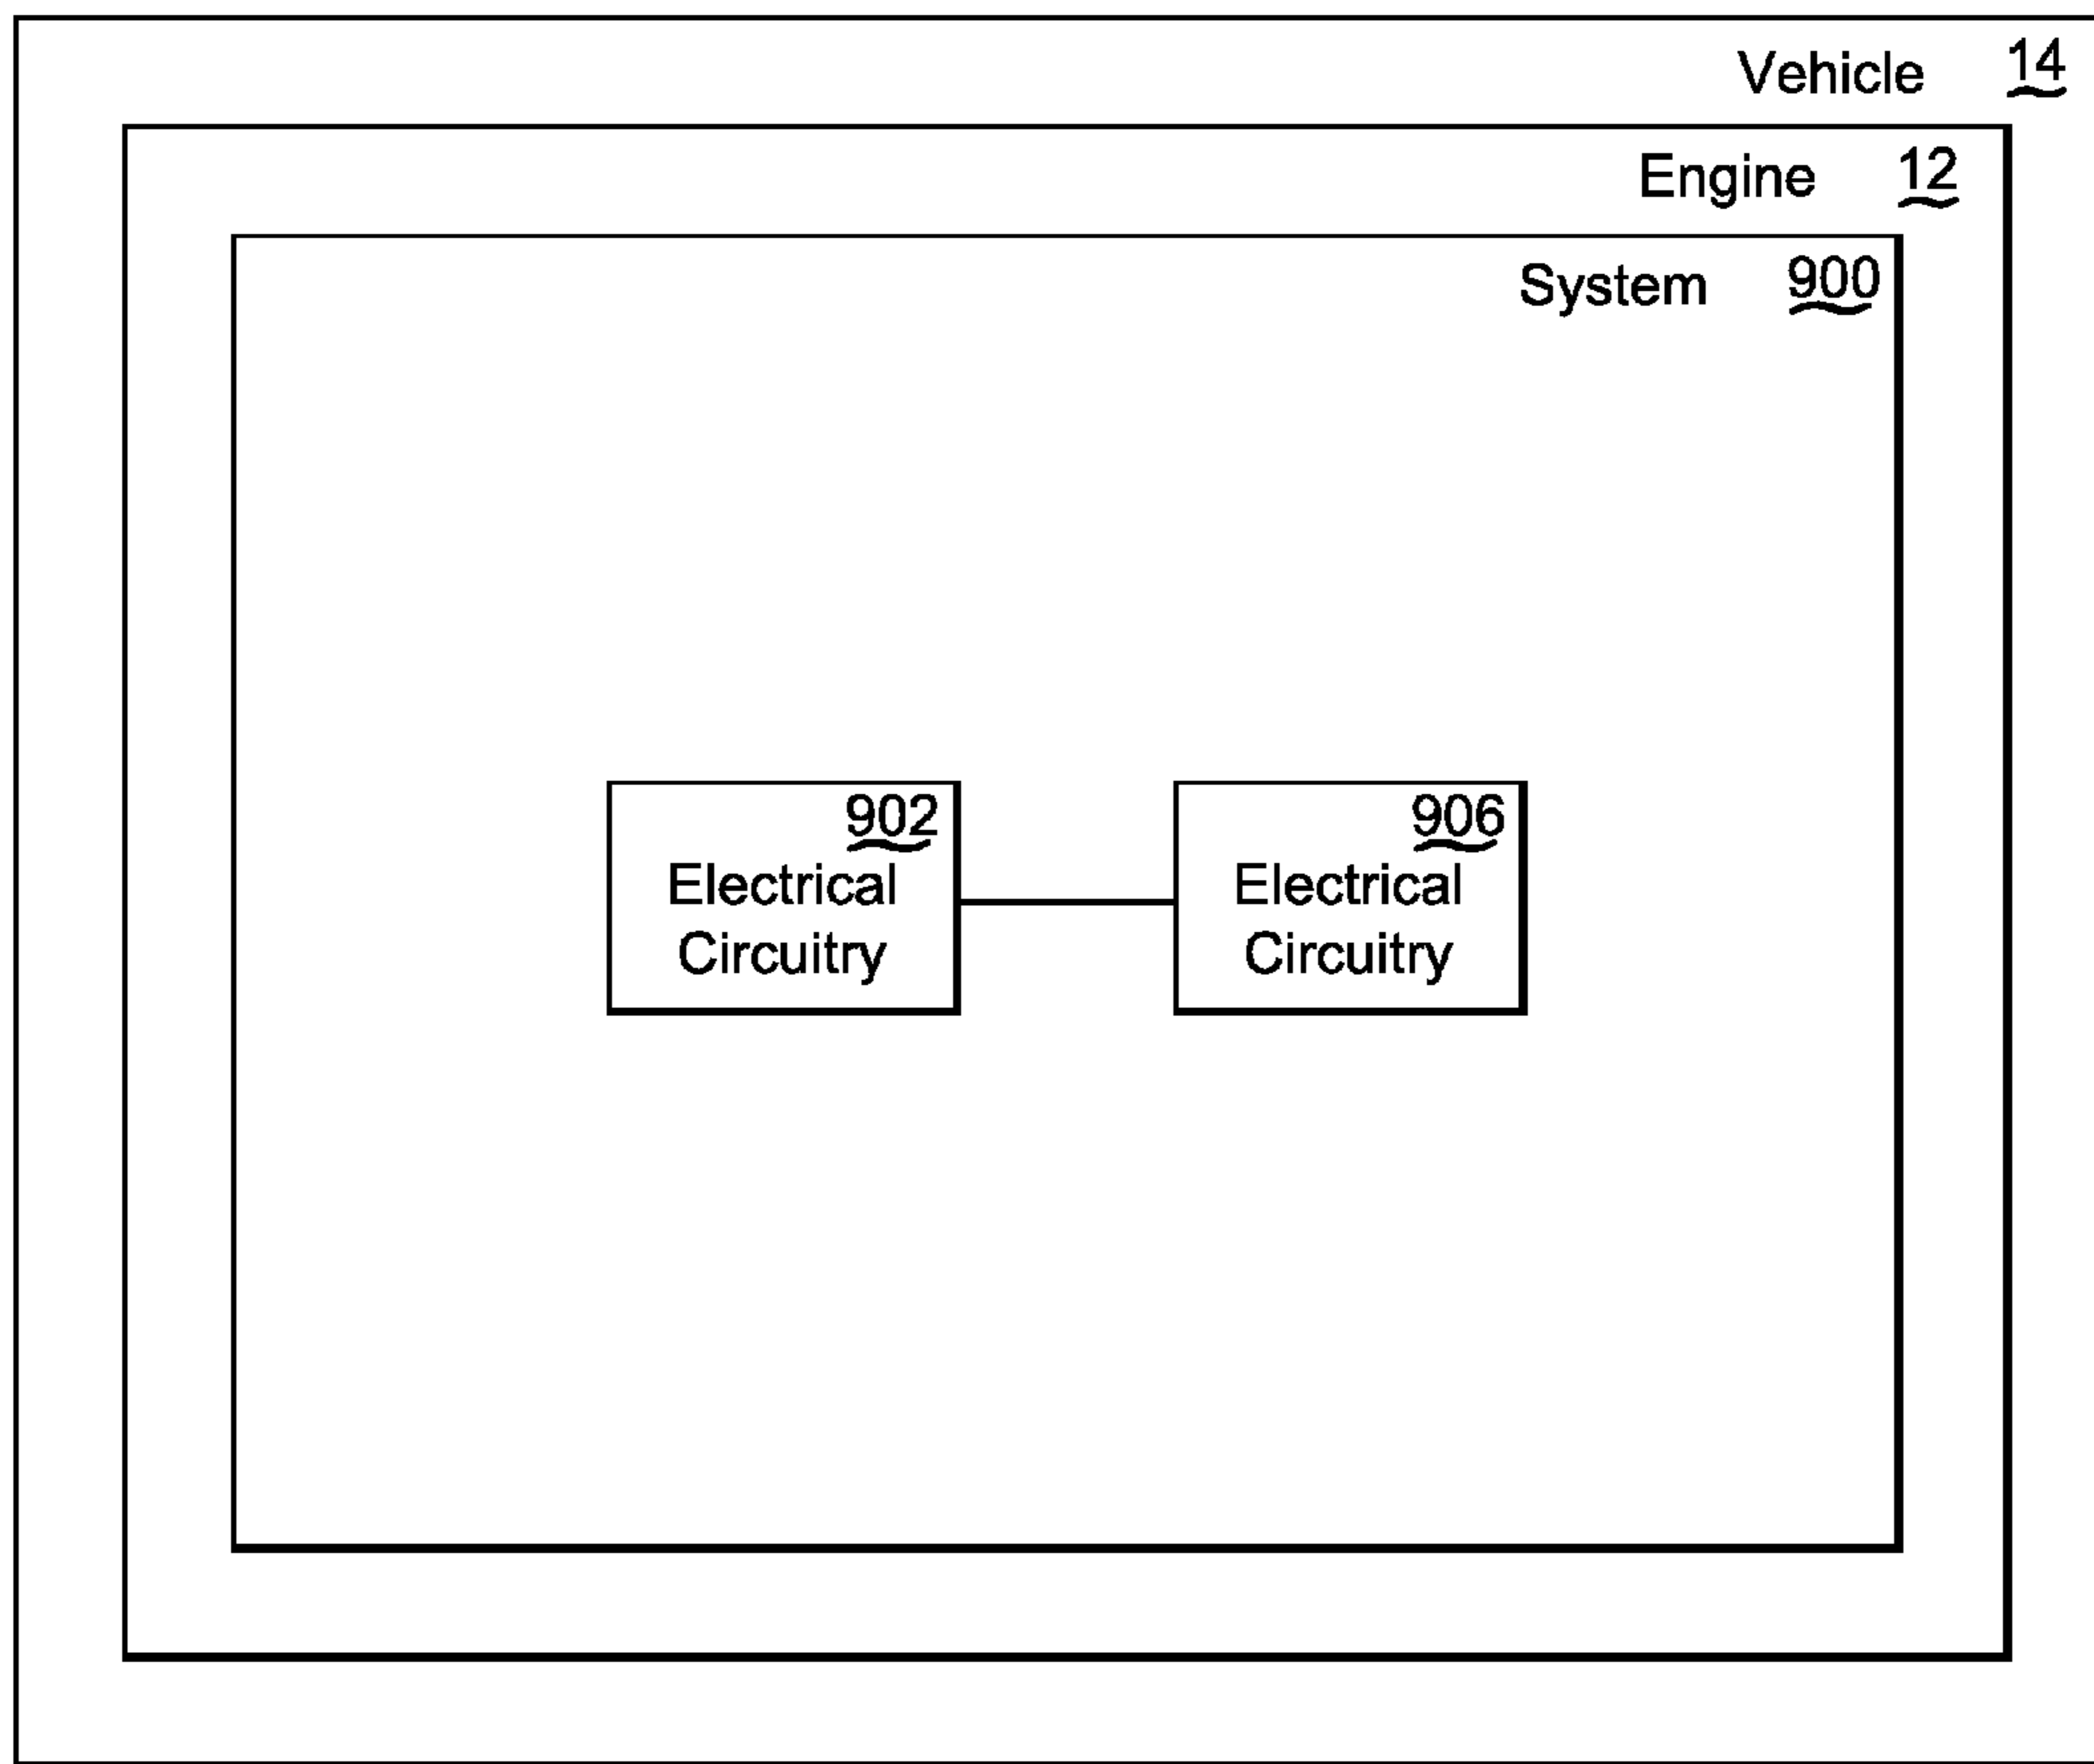 Vehicle 14
Engine 12
System 900
902
Electrical
Circuitry
906
Electrical
Circuitry